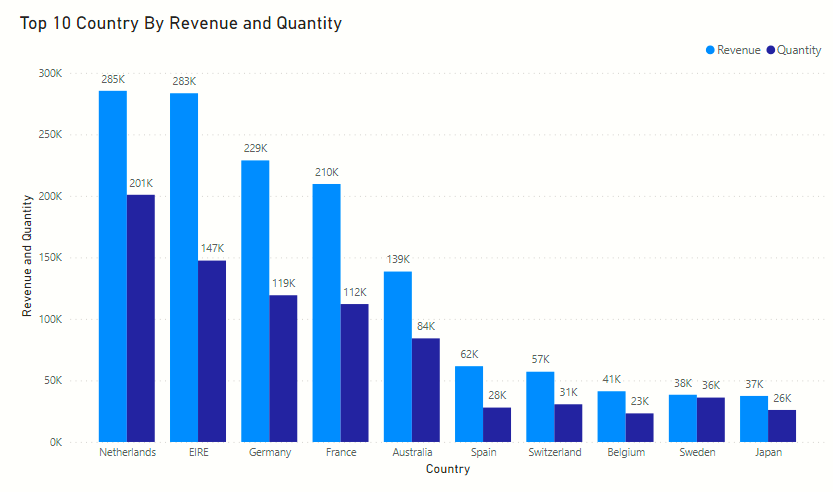 Top 10 Country By Revenue and Quantity
Revenue Quantity
300K
250K
200K
150K
100K
50K
0K
Revenue and Quantity
285K
201K
283K
147K
229K
119K
210K
112K
139K
84K
62K
28K
57K
31K
41K
23K
38K
36K
37K
26K
Netherlands EIRE Germany France Australia Spain Switzerland Belgium Sweden Japan
Country